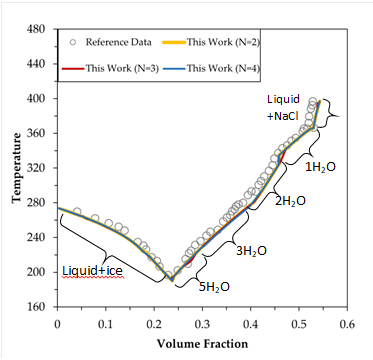 480
440
400
360
320
280
240
200
160
Temperature
Reference Data
This Work (N=2)
This Work (N=3)
This Work (N=4)
Liquid
+NaCl
1H₂O
2H₂O
3H₂O
5H₂O
Liquid+ice
0 0.1 0.2 0.3 0.4 0.5 0.6
Volume Fraction